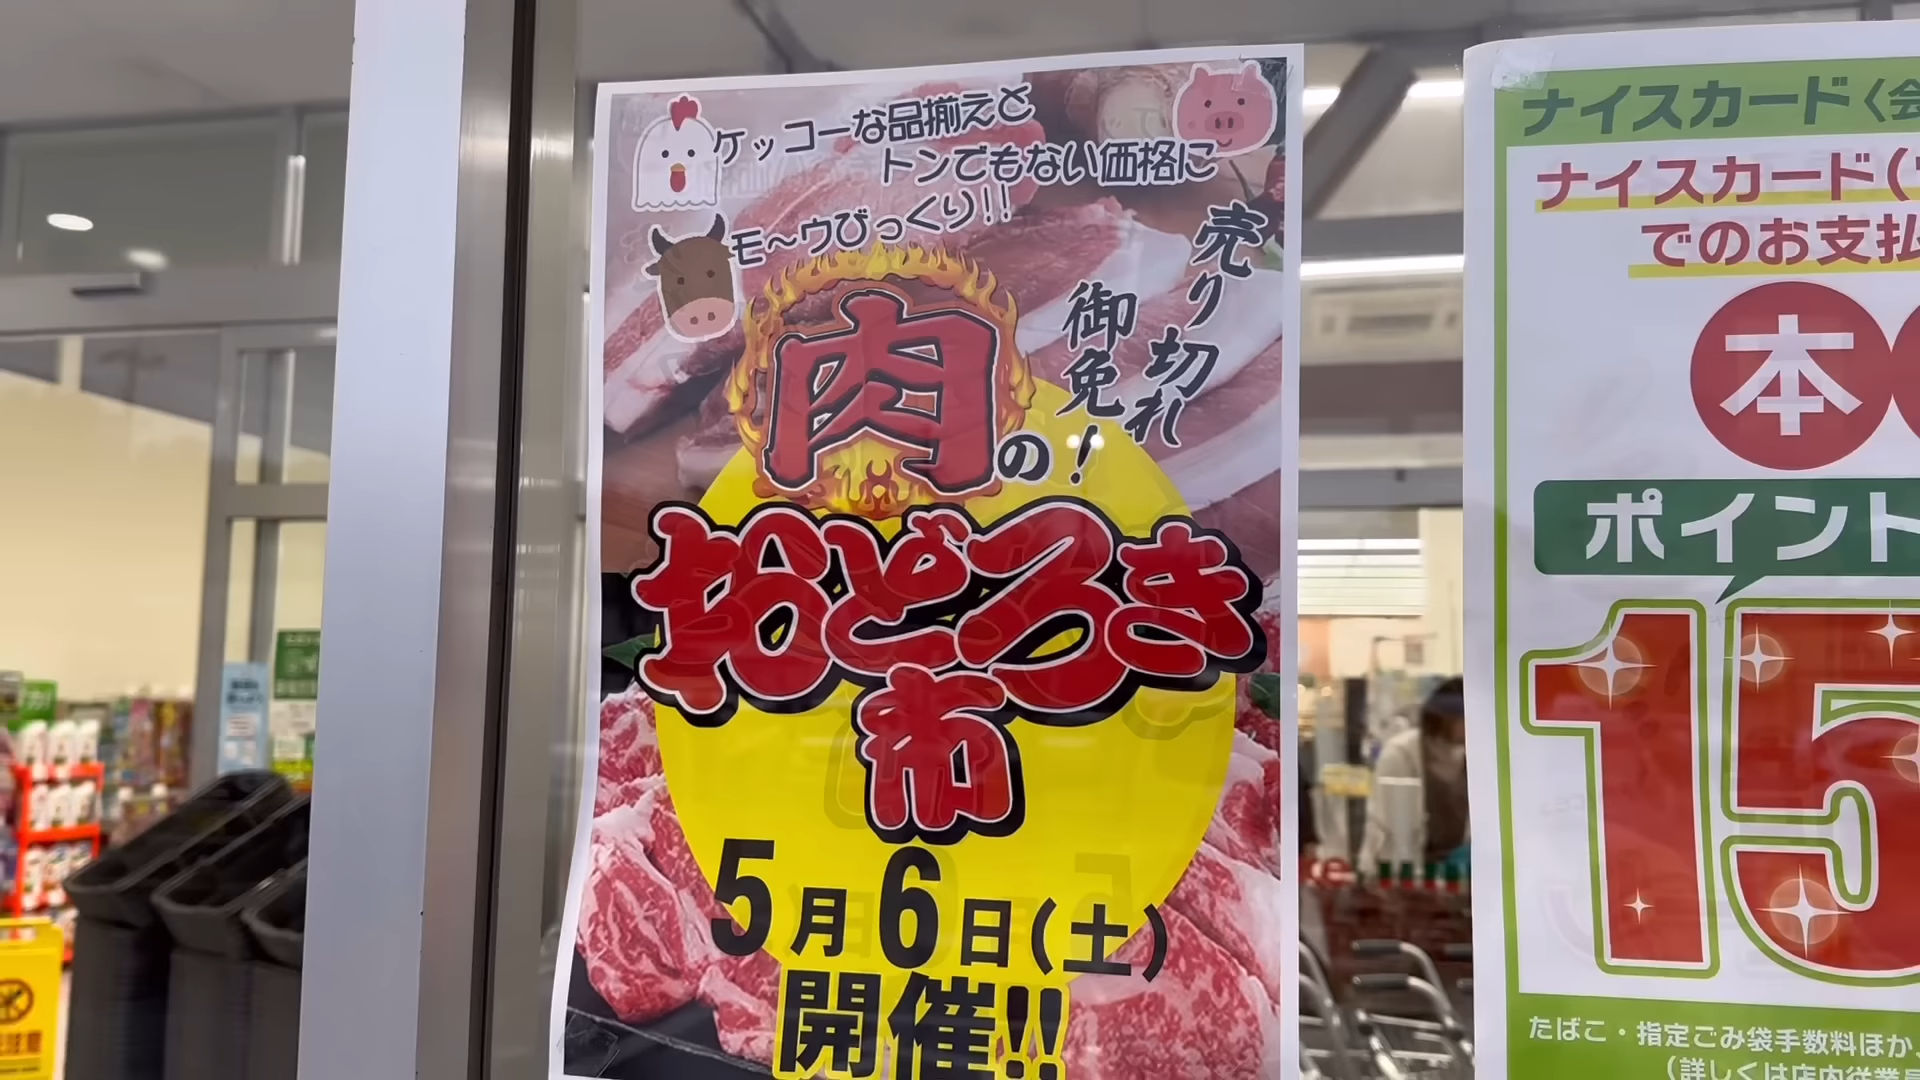 ケッコーな品揃えと
トンでもない価格に
モ〜ウびっくり!!
売り切れ
御免!
肉の
おどろき
市
5月6日(土)
開催!!
ナイスカード〈会
ナイスカード(
でのお支払
本
ポイント
15
たばこ・指定ごみ袋手数料ほか、
(詳しくは店内従業員